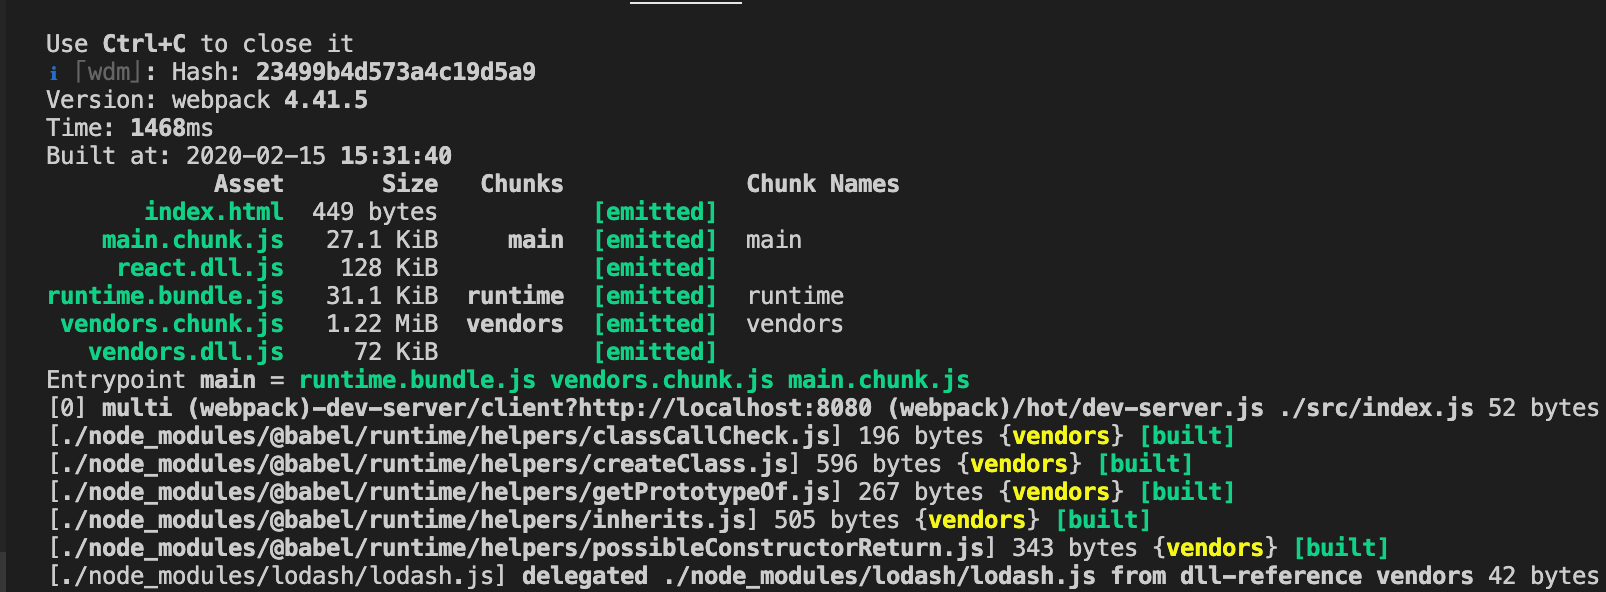 Use Ctrl+C to close it
ℹ ｢wdm｣: Hash: 23499b4d573a4c19d5a9
Version: webpack 4.41.5
Time: 1468ms
Built at: 2020-02-15 15:31:40
Asset Size Chunks Chunk Names
index.html 449 bytes [emitted]
main.chunk.js 27.1 KiB main [emitted] main
react.dll.js 128 KiB [emitted]
runtime.bundle.js 31.1 KiB runtime [emitted] runtime
vendors.chunk.js 1.22 MiB vendors [emitted] vendors
vendors.dll.js 72 KiB [emitted]
Entrypoint main = runtime.bundle.js vendors.chunk.js main.chunk.js
[0] multi (webpack)-dev-server/client?http://localhost:8080 (webpack)/hot/dev-server.js ./src/index.js 52 bytes
[./node_modules/@babel/runtime/helpers/classCallCheck.js] 196 bytes {vendors} [built]
[./node_modules/@babel/runtime/helpers/createClass.js] 596 bytes {vendors} [built]
[./node_modules/@babel/runtime/helpers/getPrototypeOf.js] 267 bytes {vendors} [built]
[./node_modules/@babel/runtime/helpers/inherits.js] 505 bytes {vendors} [built]
[./node_modules/@babel/runtime/helpers/possibleConstructorReturn.js] 343 bytes {vendors} [built]
[./node_modules/lodash/lodash.js] delegated ./node_modules/lodash/lodash.js from dll-reference vendors 42 bytes